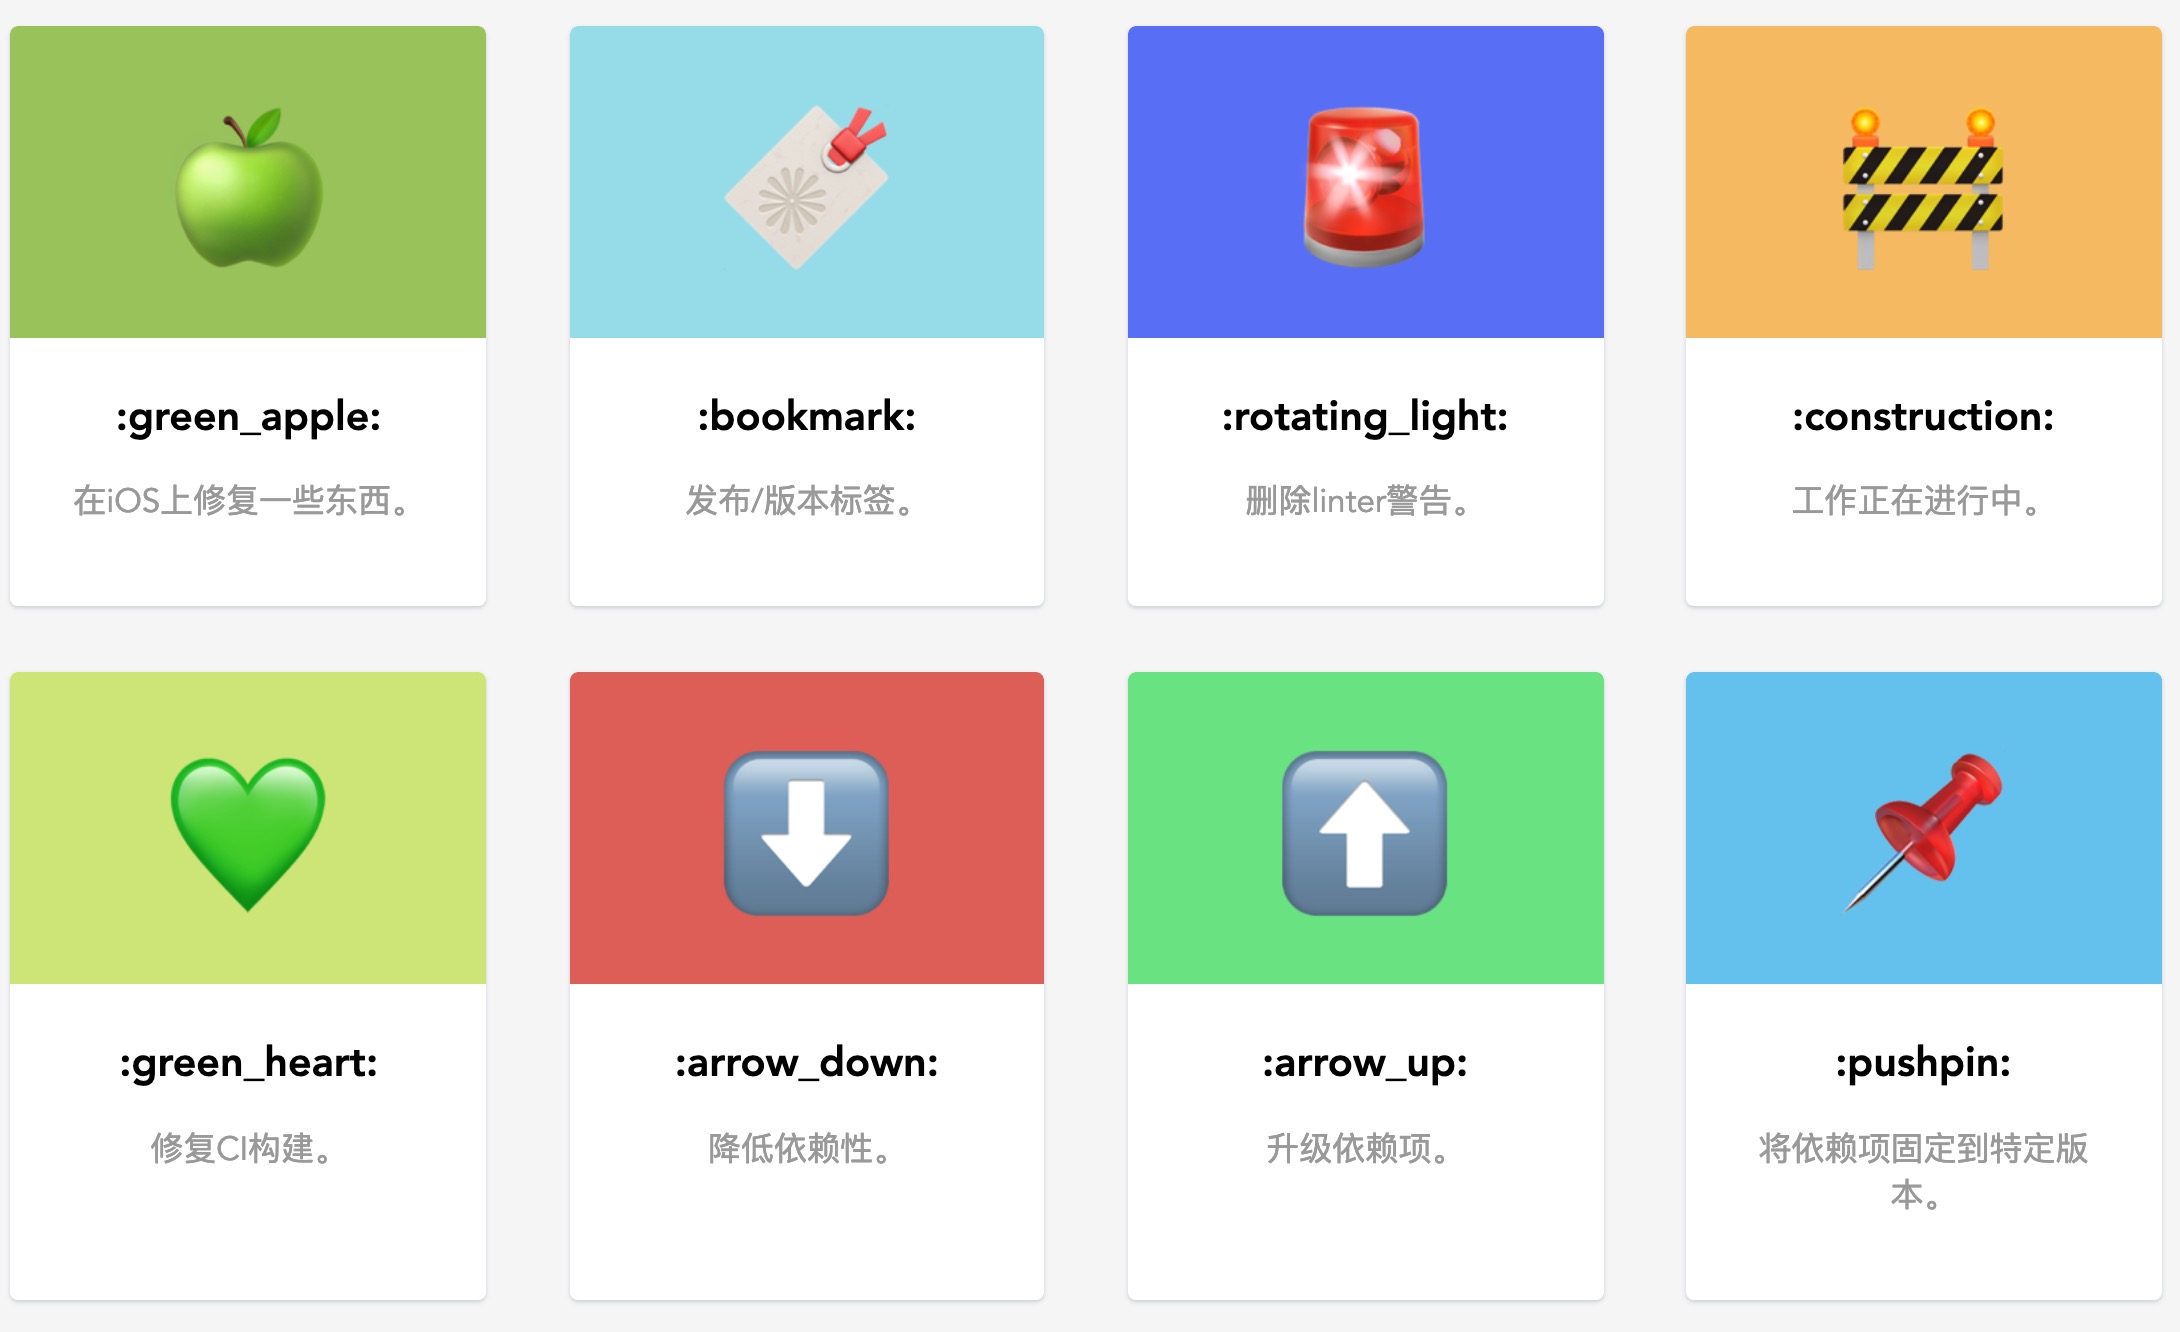 :green_apple:
在iOS上修复一些东西。
:bookmark:
发布/版本标签。
:rotating_light:
删除linter警告。
:construction:
工作正在进行中。
:green_heart:
修复CI构建。
:arrow_down:
降低依赖性。
:arrow_up:
升级依赖项。
:pushpin:
将依赖项固定到特定版
本。